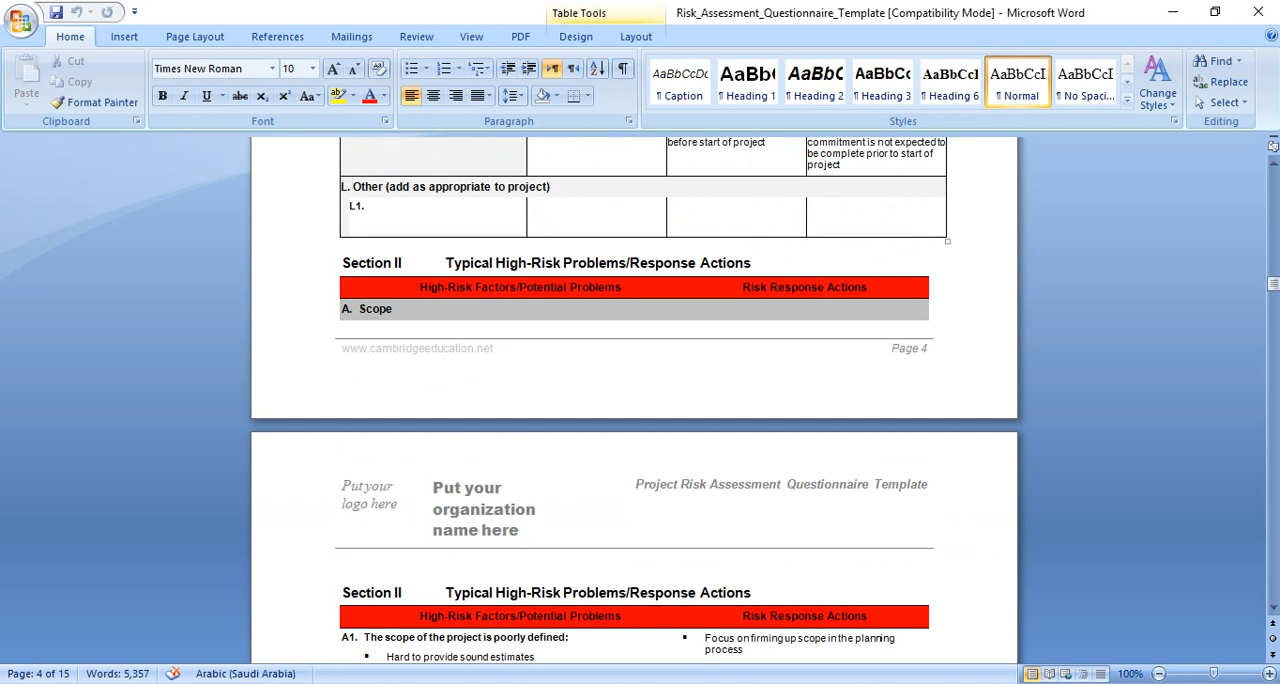 Table Tools
Risk_Assessment_Questionnaire_Template [Compatibility Mode] - Microsoft Word
Home Insert Page Layout References Mailings Review View PDF Design Layout
Paste
Cut
Copy
Format Painter
Clipboard
Times New Roman 10
Font
Paragraph
AaBbCcDc AaBbC AaBbC AaBbCc AaBbCcI AaBbCcI AaBbCcI
Caption Heading 1 Heading 2 Heading 3 Heading 6 Normal No Spaci...
Change Styles
Styles
Find
Replace
Select
Editing
before start of project
commitment is not expected to
be complete prior to start of
project
L. Other (add as appropriate to project)
L1.
Section II Typical High-Risk Problems/Response Actions
High-Risk Factors/Potential Problems Risk Response Actions
A. Scope
www.cambridgeeducation.net Page 4
Put your
logo here
Put your
organization
name here
Project Risk Assessment Questionnaire Template
Section II Typical High-Risk Problems/Response Actions
High-Risk Factors/Potential Problems Risk Response Actions
A1. The scope of the project is poorly defined:
▪ Hard to provide sound estimates
▪ Focus on firming up scope in the planning
process
Page: 4 of 15 Words: 5,357 Arabic (Saudi Arabia) 100%